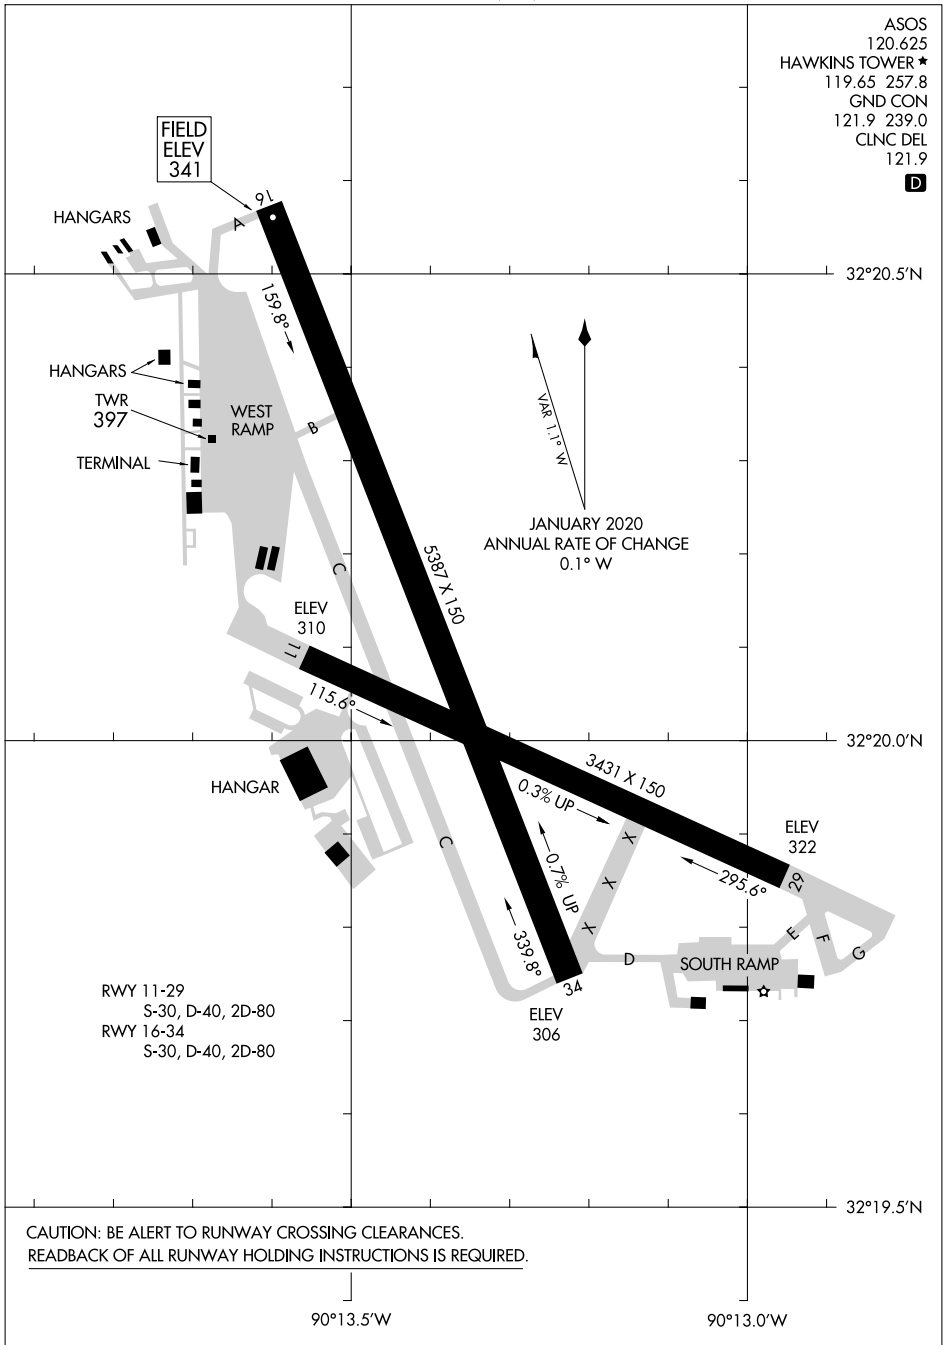 ASOS
120.625
HAWKINS TOWER ★
119.65 257.8
GND CON
121.9 239.0
CLNC DEL
121.9
D
FIELD
ELEV
341
16
A
HANGARS
32°20.5'N
159.8°
HANGARS
TWR
397
WEST
RAMP
B
TERMINAL
VAR 1.1° W
JANUARY 2020
ANNUAL RATE OF CHANGE
0.1° W
5387 X 150
C
ELEV
310
11
115.6°
32°20.0'N
HANGAR
3431 X 150
0.3% UP
X
X
X
C
0.7% UP
ELEV
322
29
295.6°
339.8°
E
F
G
D
SOUTH RAMP
34
ELEV
306
RWY 11-29
S-30, D-40, 2D-80
RWY 16-34
S-30, D-40, 2D-80
32°19.5'N
CAUTION: BE ALERT TO RUNWAY CROSSING CLEARANCES.
READBACK OF ALL RUNWAY HOLDING INSTRUCTIONS IS REQUIRED.
90°13.5'W
90°13.0'W